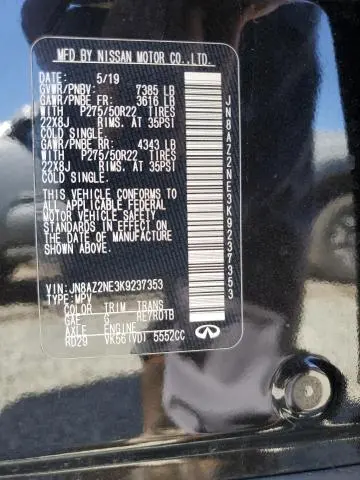 MFD BY NISSAN MOTOR CO.,LTD.
DATE: 5/19
GVWR/PNBV: 7385 LB
GAWR/PNBE FR: 3616 LB
WITH P275/50R22 TIRES
22X8J RIMS. AT 35PSI
COLD SINGLE.
GAWR/PNBE RR: 4343 LB
WITH P275/50R22 TIRES
22X8J RIMS. AT 35PSI
COLD SINGLE.
THIS VEHICLE CONFORMS TO
ALL APPLICABLE FEDERAL
MOTOR VEHICLE SAFETY
STANDARDS IN EFFECT ON
THE DATE OF MANUFACTURE
SHOWN ABOVE.
VIN: JN8AZ2NE3K9237353
TYPE: MPV
COLOR TRIM TRANS
GAE G RE7R01B
AXLE ENGINE
RD29 VK56(VD) 5552CC
INFINITI
JN8AZ2NE3K9237353